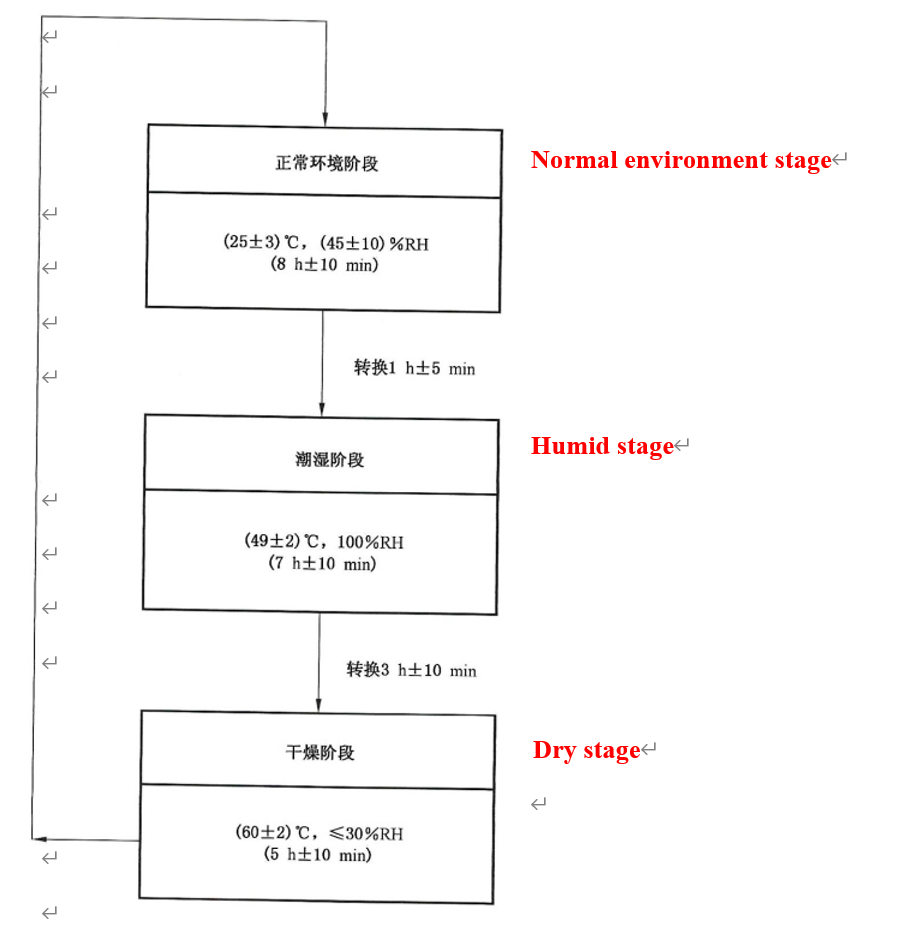 正常环境阶段
Normal environment stage
(25±3)℃, (45±10)%RH
(8 h±10 min)
转换1 h±5 min
潮湿阶段
Humid stage
(49±2)℃, 100%RH
(7 h±10 min)
转换3 h±10 min
干燥阶段
Dry stage
(60±2)℃, ≤30%RH
(5 h±10 min)